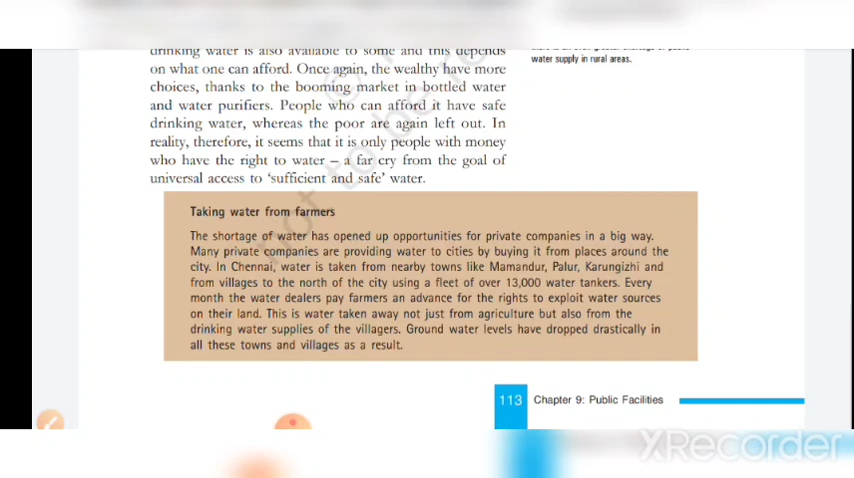 drinking water is also available to some and this depends
on what one can afford. Once again, the wealthy have more
choices, thanks to the booming market in bottled water
and water purifiers. People who can afford it have safe
drinking water, whereas the poor are again left out. In
reality, therefore, it seems that it is only people with money
who have the right to water – a far cry from the goal of
universal access to ‘sufficient and safe’ water.
water supply in rural areas.
Taking water from farmers
The shortage of water has opened up opportunities for private companies in a big way.
Many private companies are providing water to cities by buying it from places around the
city. In Chennai, water is taken from nearby towns like Mamandur, Palur, Karungizhi and
from villages to the north of the city using a fleet of over 13,000 water tankers. Every
month the water dealers pay farmers an advance for the rights to exploit water sources
on their land. This is water taken away not just from agriculture but also from the
drinking water supplies of the villagers. Ground water levels have dropped drastically in
all these towns and villages as a result.
113 Chapter 9: Public Facilities
not to be re
XRecorder